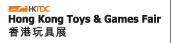 HKTDC
Hong Kong Toys & Games Fair
香港玩具展